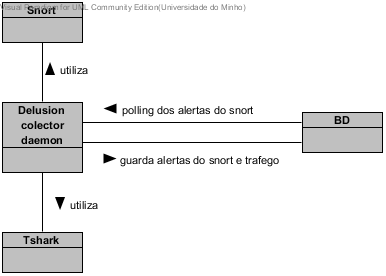 Visual Paradigm for UML Community Edition(Universidade do Minho)
Snort
utiliza
Delusion
colector
daemon
polling dos alertas do snort
BD
guarda alertas do snort e trafego
utiliza
Tshark